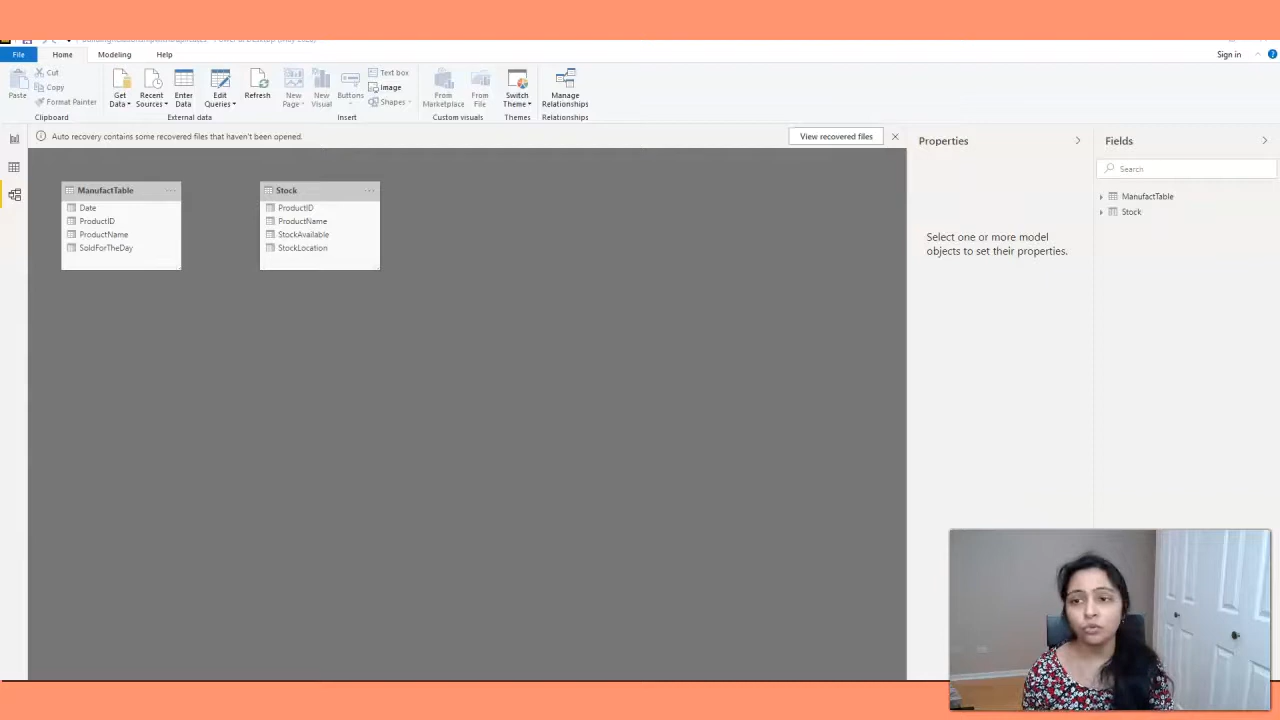 File Home Modeling Help Sign in
Cut
Copy
Format Painter
Paste
Clipboard
Get Data
Recent Sources
Enter Data
Edit Queries
Refresh
External data
New Page
New Visual
Buttons
Text box
Image
Shapes
Insert
From Marketplace
From File
Custom visuals
Switch Theme
Themes
Manage Relationships
Relationships
Auto recovery contains some recovered files that haven't been opened.
View recovered files
ManufactTable
Date
ProductID
ProductName
SoldForTheDay
Stock
ProductID
ProductName
StockAvailable
StockLocation
Properties
Select one or more model
objects to set their properties.
Fields
Search
ManufactTable
Stock